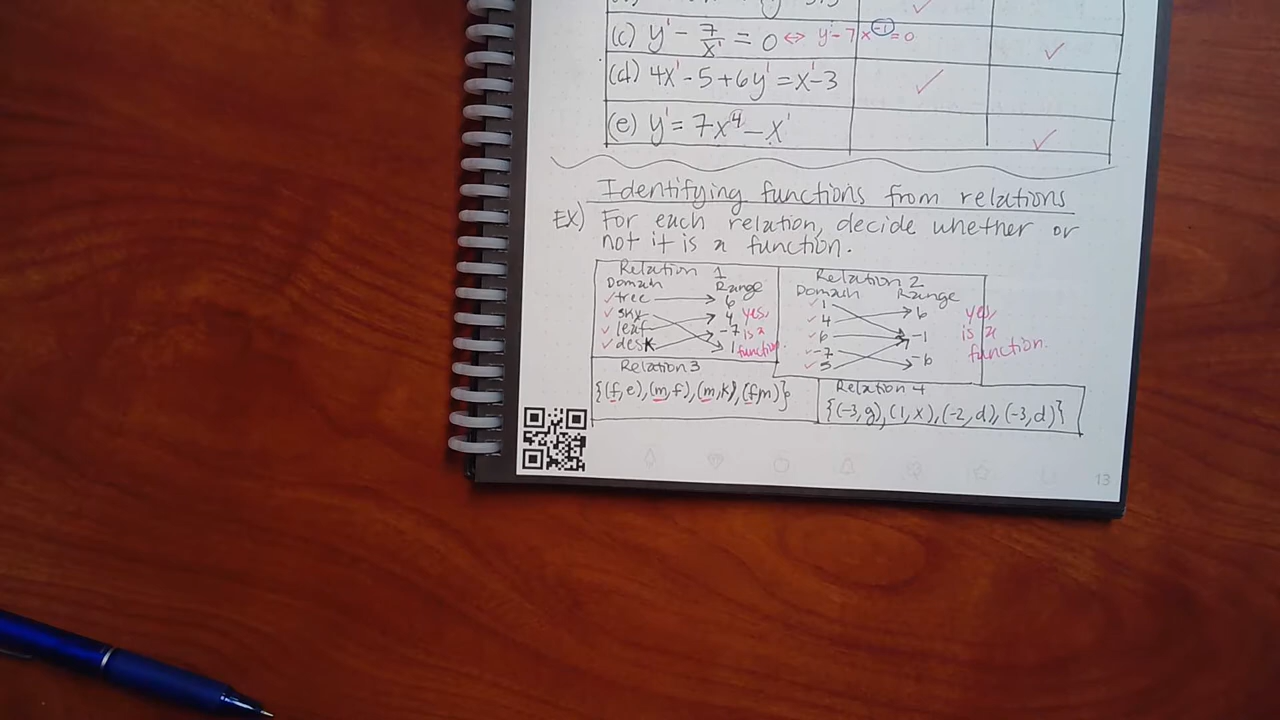 (c) y' - 7/x' = 0 ⇔ y' - 7x^-1 = 0
(d) 4x' - 5 + 6y' = x' - 3
(e) y' = 7x^4 - x'
Identifying functions from relations
EX) For each relation, decide whether or
not it is a function.
Relation 1
Domain Range
✓ tree 6
✓ sky 4
✓ leaf -7
✓ desk 1
yes,
is a
function.
Relation 2
Domain Range
✓ 1 6
✓ 4 -1
✓ 6 -6
✓ -7
✓ 5
yes,
is a
function.
Relation 3
{(f,e),(m,f),(m,k),(f,m)}
Relation 4
{(-3,g),(1,x),(-2,d),(-3,d)}
13